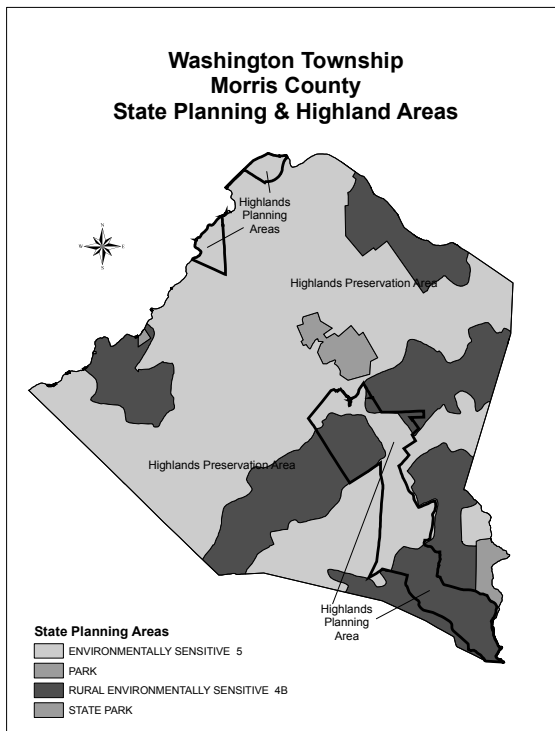 Washington Township
Morris County
State Planning & Highland Areas
Highlands
Planning
Areas
N
W
E
S
Highlands Preservation Area
Highlands Preservation Area
Highlands
Planning
Area
State Planning Areas
ENVIRONMENTALLY SENSITIVE 5
PARK
RURAL ENVIRONMENTALLY SENSITIVE 4B
STATE PARK